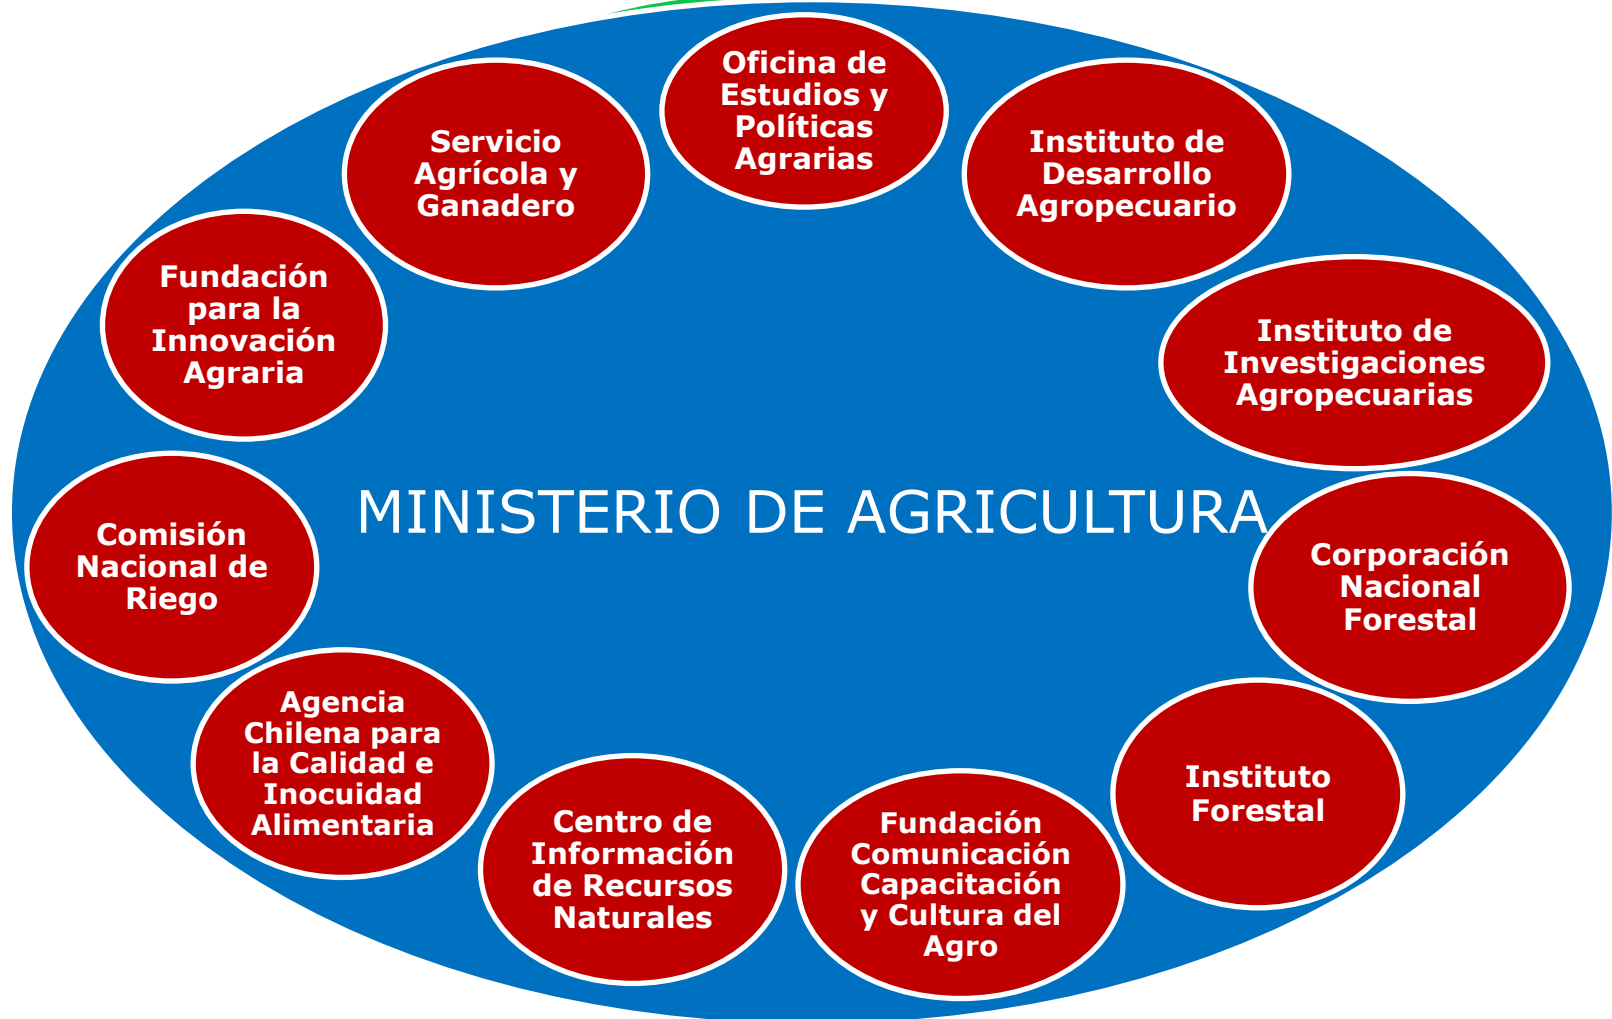 Oficina de
Estudios y
Políticas
Agrarias
Servicio
Agrícola y
Ganadero
Instituto de
Desarrollo
Agropecuario
Fundación
para la
Innovación
Agraria
Instituto de
Investigaciones
Agropecuarias
MINISTERIO DE AGRICULTURA
Comisión
Nacional de
Riego
Corporación
Nacional
Forestal
Agencia
Chilena para
la Calidad e
Inocuidad
Alimentaria
Instituto
Forestal
Centro de
Información
de Recursos
Naturales
Fundación
Comunicación
Capacitación
y Cultura del
Agro